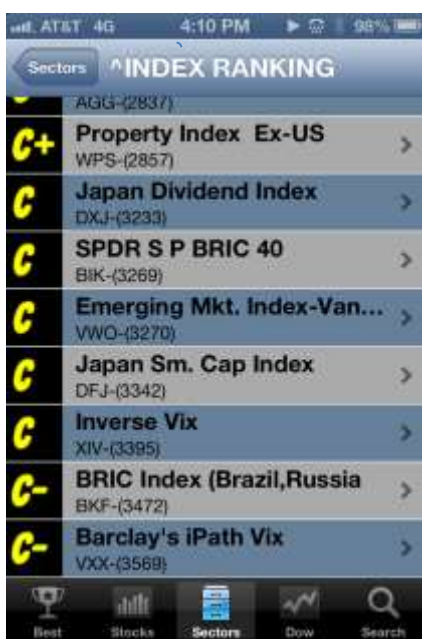 AT&T 4G 4:10 PM 98%
Sectors ^INDEX RANKING
AGG-(2837)
C+ Property Index Ex-US
WPS-(2857)
C Japan Dividend Index
DXJ-(3233)
C SPDR S P BRIC 40
BIK-(3269)
C Emerging Mkt. Index-Van...
VWO-(3270)
C Japan Sm. Cap Index
DFJ-(3342)
C Inverse Vix
XIV-(3395)
C- BRIC Index (Brazil,Russia
BKF-(3472)
C- Barclay's iPath Vix
VXX-(3569)
Best Stocks Sectors Dow Search